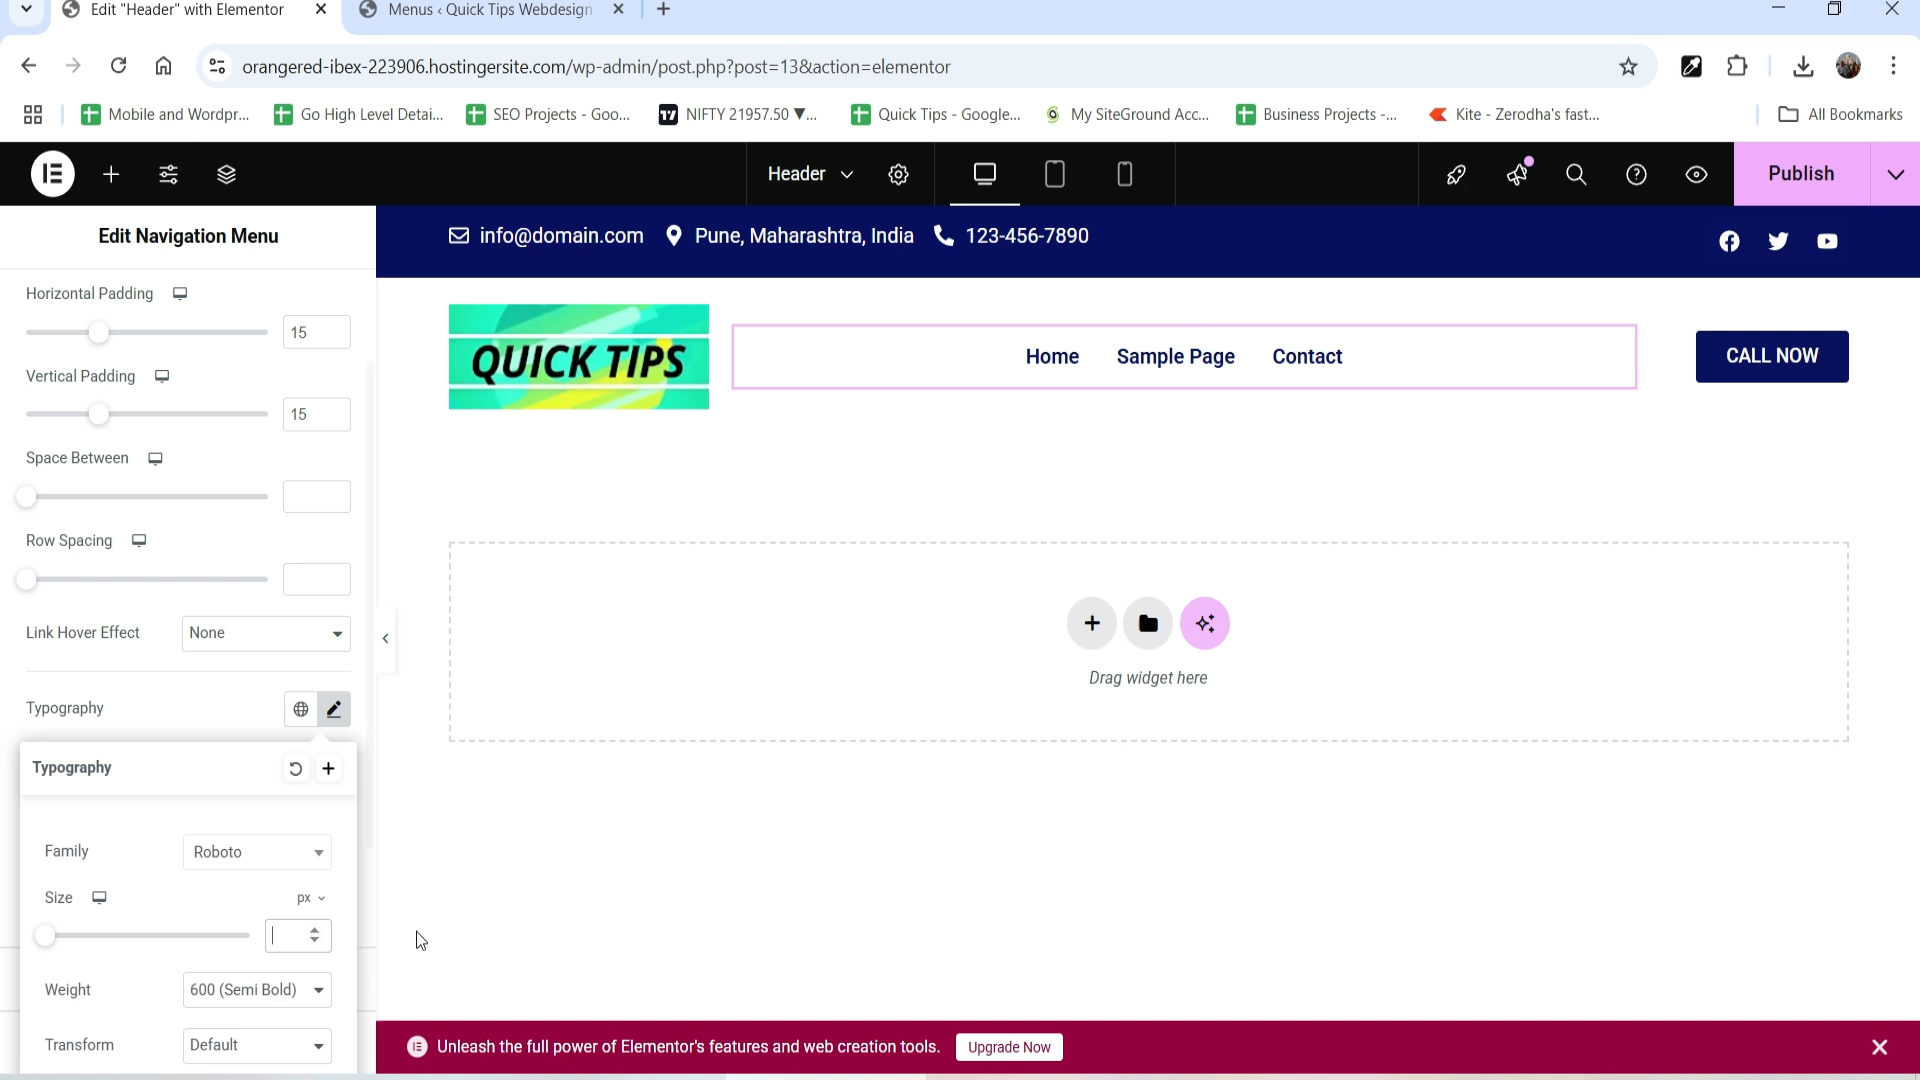 Edit "Header" with Elementor
Menus ‹ Quick Tips Webdesign
orangered-ibex-223906.hostingersite.com/wp-admin/post.php?post=13&action=elementor
Mobile and Wordpr...
Go High Level Detai...
SEO Projects - Goo...
NIFTY 21957.50 ▼...
Quick Tips - Google...
My SiteGround Acc...
Business Projects -...
Kite - Zerodha's fast...
All Bookmarks
Header
Publish
Edit Navigation Menu
info@domain.com
Pune, Maharashtra, India
123-456-7890
Horizontal Padding
15
Vertical Padding
15
Space Between
Row Spacing
Link Hover Effect
None
Typography
Typography
Family
Roboto
Size
px
Weight
600 (Semi Bold)
Transform
Default
QUICK TIPS
Home
Sample Page
Contact
CALL NOW
Drag widget here
Unleash the full power of Elementor's features and web creation tools.
Upgrade Now